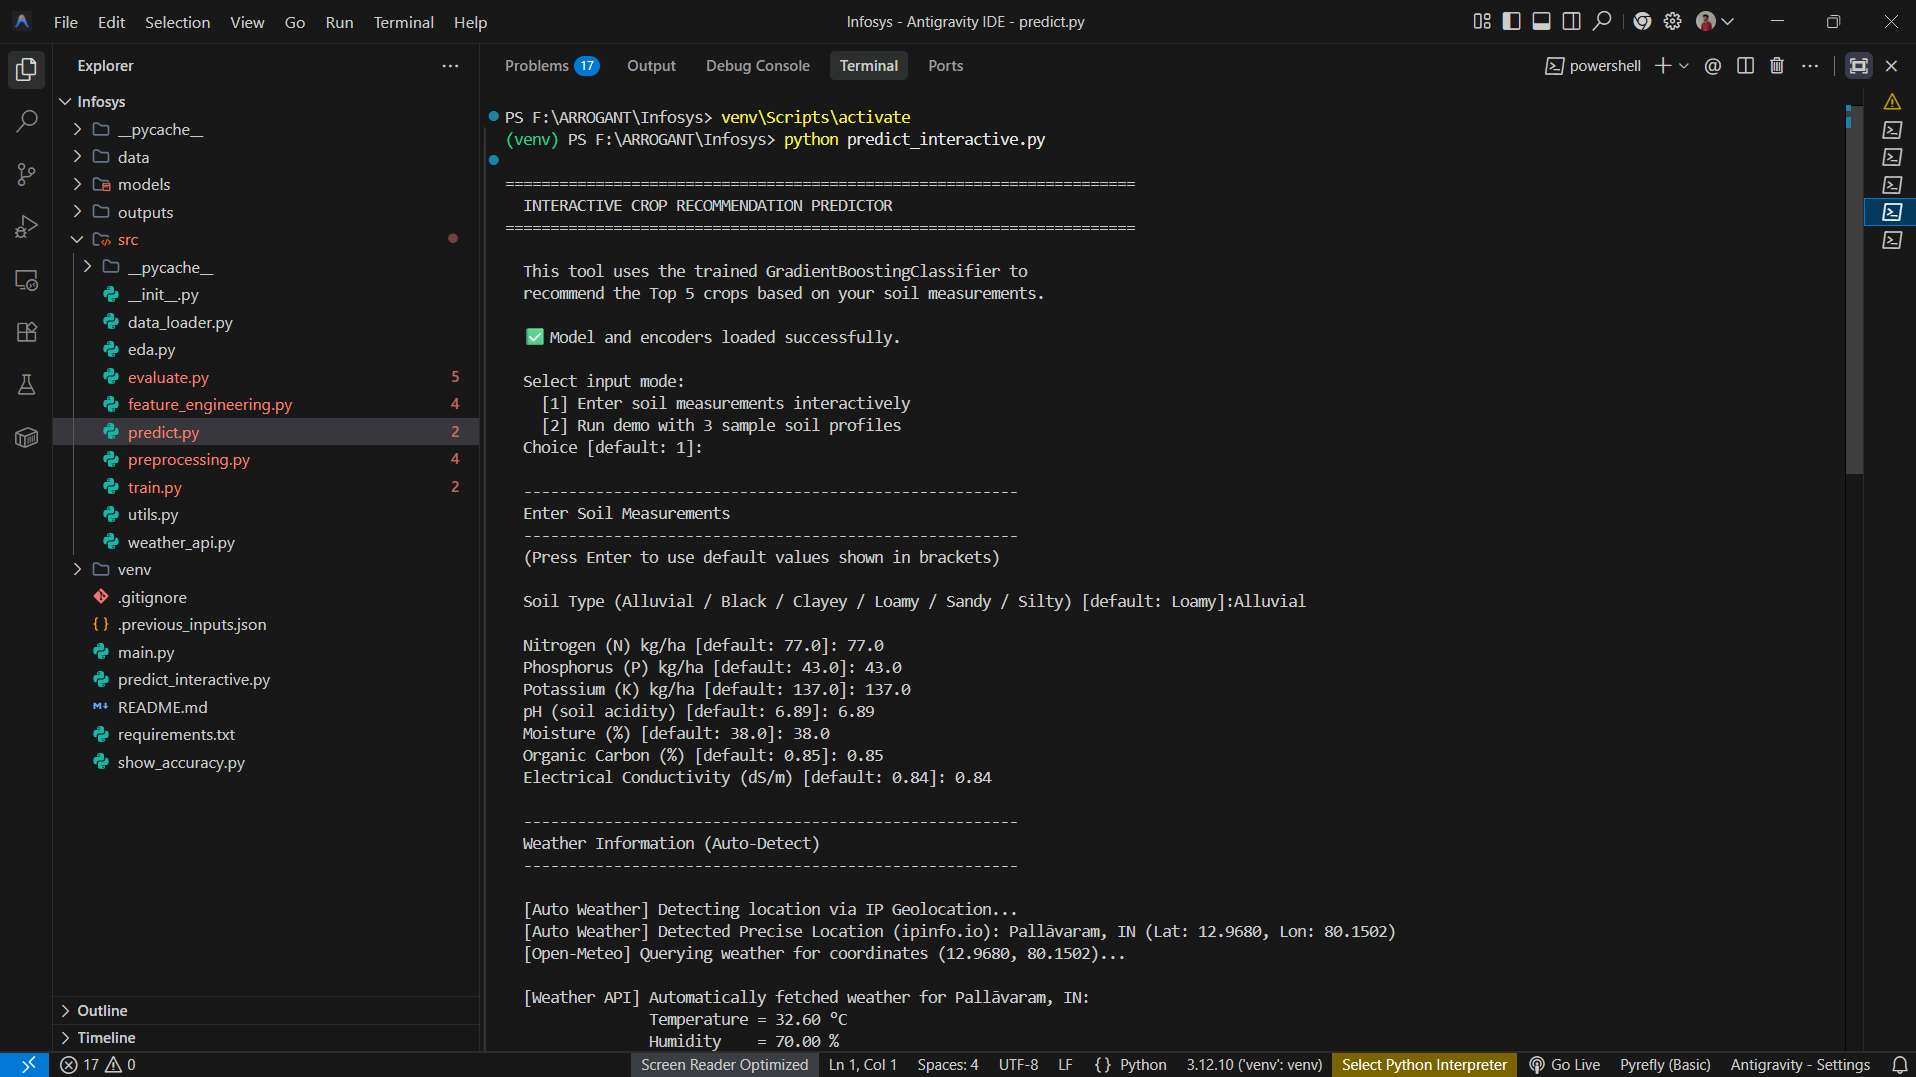 File Edit Selection View Go Run Terminal Help
Infosys - Antigravity IDE - predict.py
Explorer
Infosys
__pycache__
data
models
outputs
src
__pycache__
__init__.py
data_loader.py
eda.py
evaluate.py 5
feature_engineering.py 4
predict.py 2
preprocessing.py 4
train.py 2
utils.py
weather_api.py
venv
.gitignore
.previous_inputs.json
main.py
predict_interactive.py
README.md
requirements.txt
show_accuracy.py
Outline
Timeline
Problems 17 Output Debug Console Terminal Ports
powershell
PS F:\ARROGANT\Infosys> venv\Scripts\activate
(venv) PS F:\ARROGANT\Infosys> python predict_interactive.py
======================================================================
INTERACTIVE CROP RECOMMENDATION PREDICTOR
======================================================================
This tool uses the trained GradientBoostingClassifier to
recommend the Top 5 crops based on your soil measurements.
✅ Model and encoders loaded successfully.
Select input mode:
[1] Enter soil measurements interactively
[2] Run demo with 3 sample soil profiles
Choice [default: 1]:
-------------------------------------------------------
Enter Soil Measurements
-------------------------------------------------------
(Press Enter to use default values shown in brackets)
Soil Type (Alluvial / Black / Clayey / Loamy / Sandy / Silty) [default: Loamy]:Alluvial
Nitrogen (N) kg/ha [default: 77.0]: 77.0
Phosphorus (P) kg/ha [default: 43.0]: 43.0
Potassium (K) kg/ha [default: 137.0]: 137.0
pH (soil acidity) [default: 6.89]: 6.89
Moisture (%) [default: 38.0]: 38.0
Organic Carbon (%) [default: 0.85]: 0.85
Electrical Conductivity (dS/m) [default: 0.84]: 0.84
-------------------------------------------------------
Weather Information (Auto-Detect)
-------------------------------------------------------
[Auto Weather] Detecting location via IP Geolocation...
[Auto Weather] Detected Precise Location (ipinfo.io): Pallāvaram, IN (Lat: 12.9680, Lon: 80.1502)
[Open-Meteo] Querying weather for coordinates (12.9680, 80.1502)...
[Weather API] Automatically fetched weather for Pallāvaram, IN:
Temperature = 32.60 °C
Humidity = 70.00 %
17 0 Screen Reader Optimized Ln 1, Col 1 Spaces: 4 UTF-8 LF {} Python 3.12.10 ('venv': venv) Select Python Interpreter Go Live Pyrefly (Basic) Antigravity - Settings